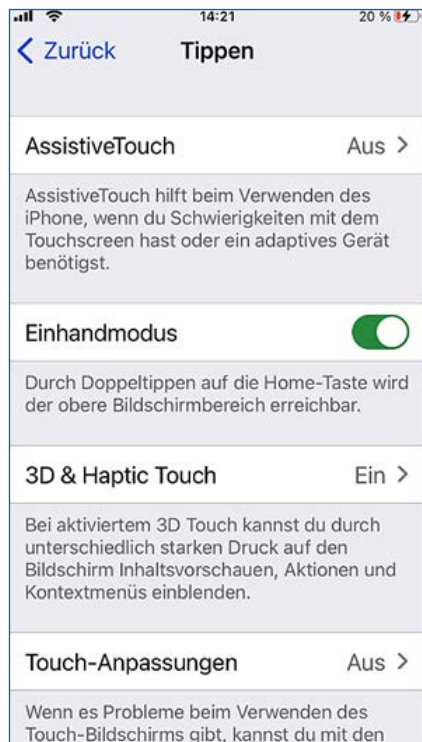 14:21 20 %
Zurück Tippen
AssistiveTouch Aus
AssistiveTouch hilft beim Verwenden des
iPhone, wenn du Schwierigkeiten mit dem
Touchscreen hast oder ein adaptives Gerät
benötigst.
Einhandmodus
Durch Doppeltippen auf die Home-Taste wird
der obere Bildschirmbereich erreichbar.
3D & Haptic Touch Ein
Bei aktiviertem 3D Touch kannst du durch
unterschiedlich starken Druck auf den
Bildschirm Inhaltsvorschauen, Aktionen und
Kontextmenüs einblenden.
Touch-Anpassungen Aus
Wenn es Probleme beim Verwenden des
Touch-Bildschirms gibt, kannst du mit den